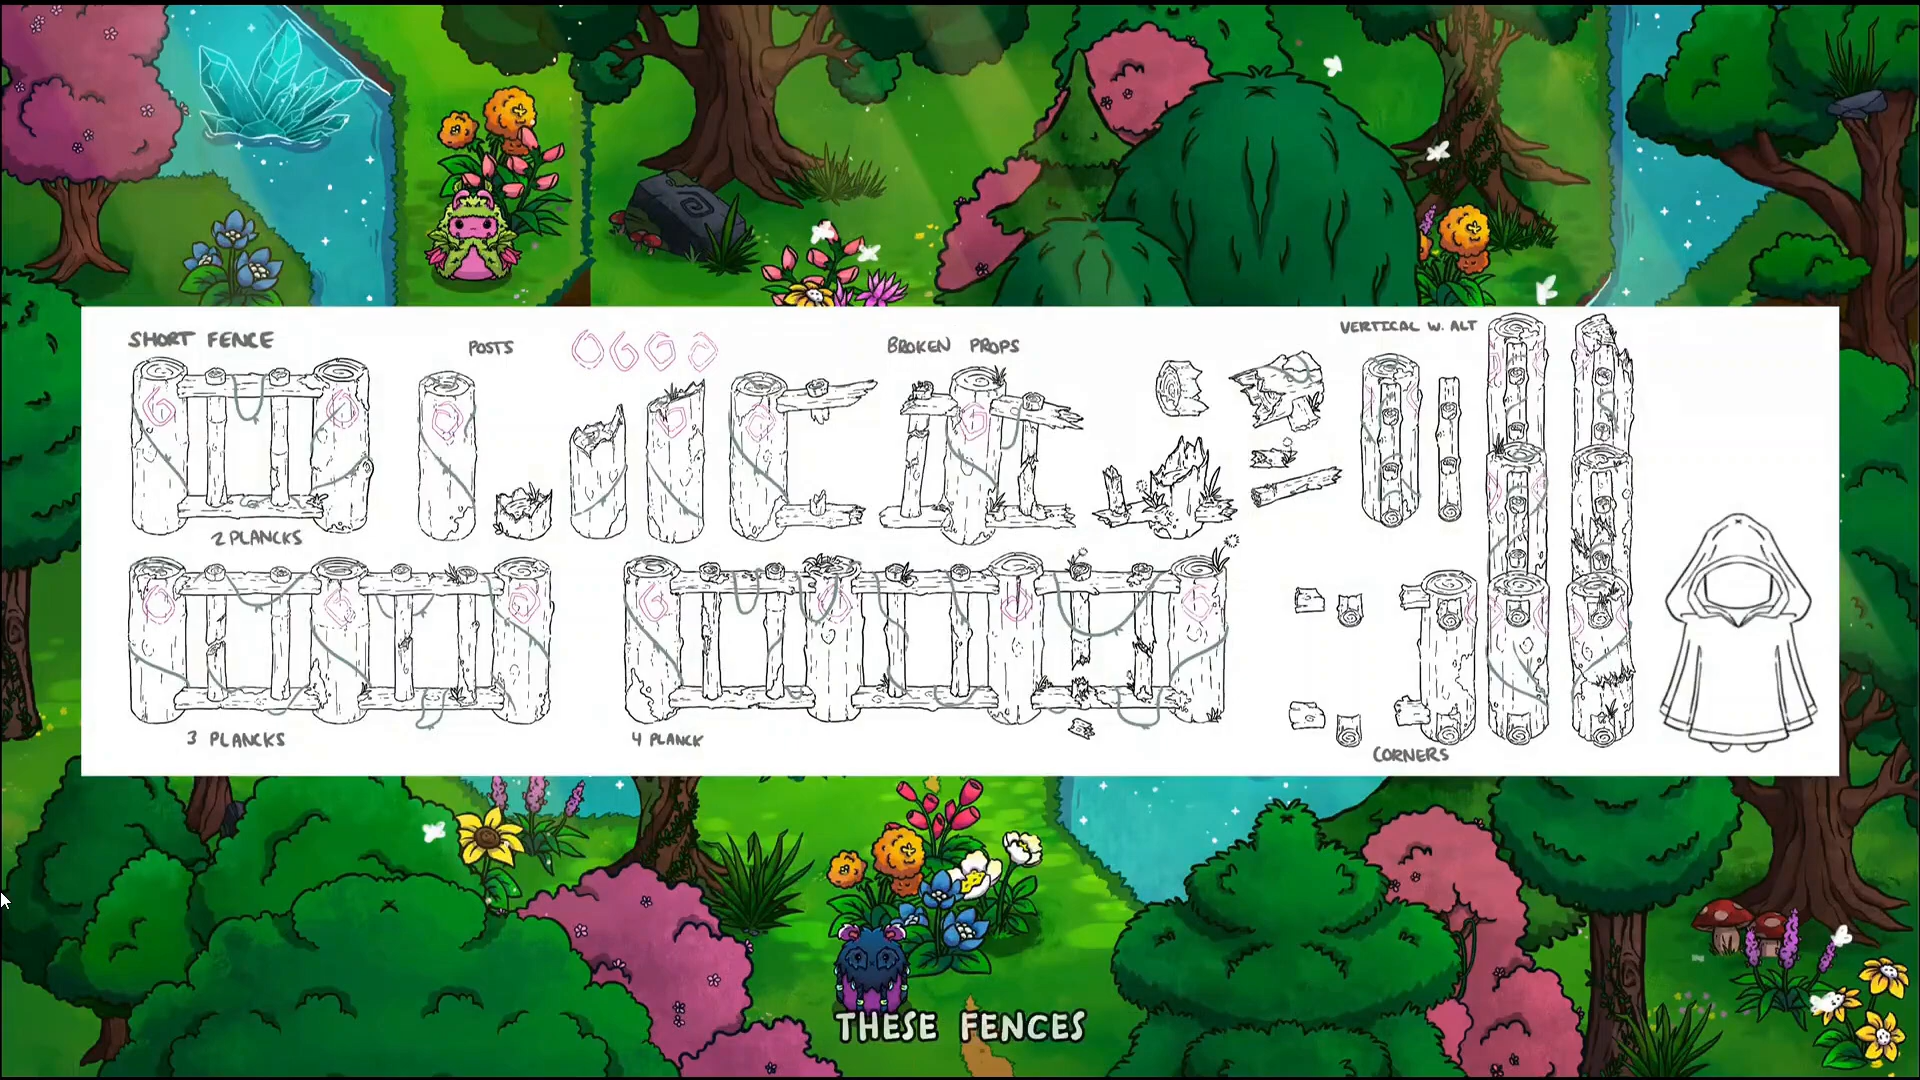 SHORT FENCE
POSTS
BROKEN PROPS
VERTICAL W. ALT
2 PLANCKS
3 PLANCKS
4 PLANCK
CORNERS
THESE FENCES